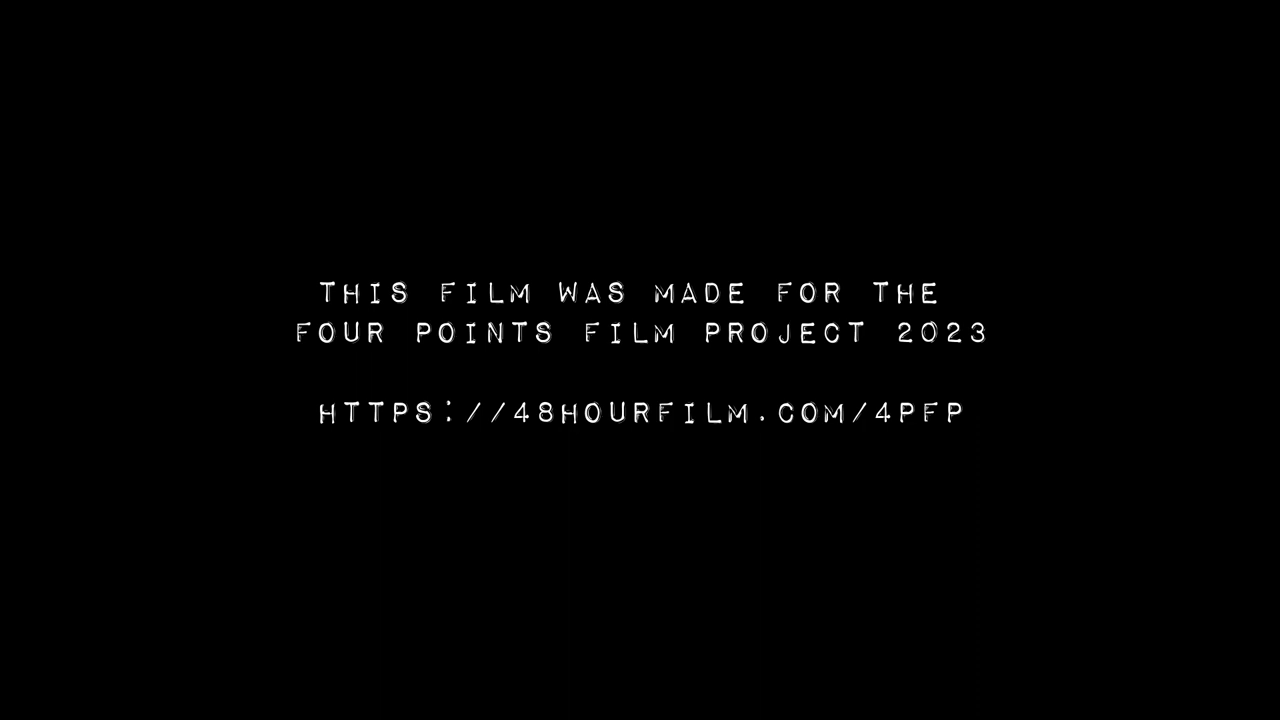 THIS FILM WAS MADE FOR THE
FOUR POINTS FILM PROJECT 2023
HTTPS://48HOURFILM.COM/4PFP